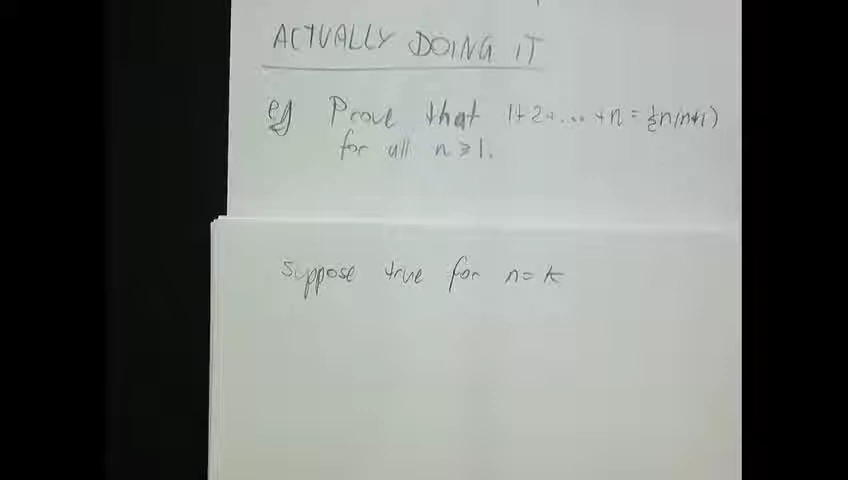 ACTUALLY DOING IT
eg Prove that 1+2+...+n = ½n(n+1)
for all n ≥ 1.
Suppose true for n=k